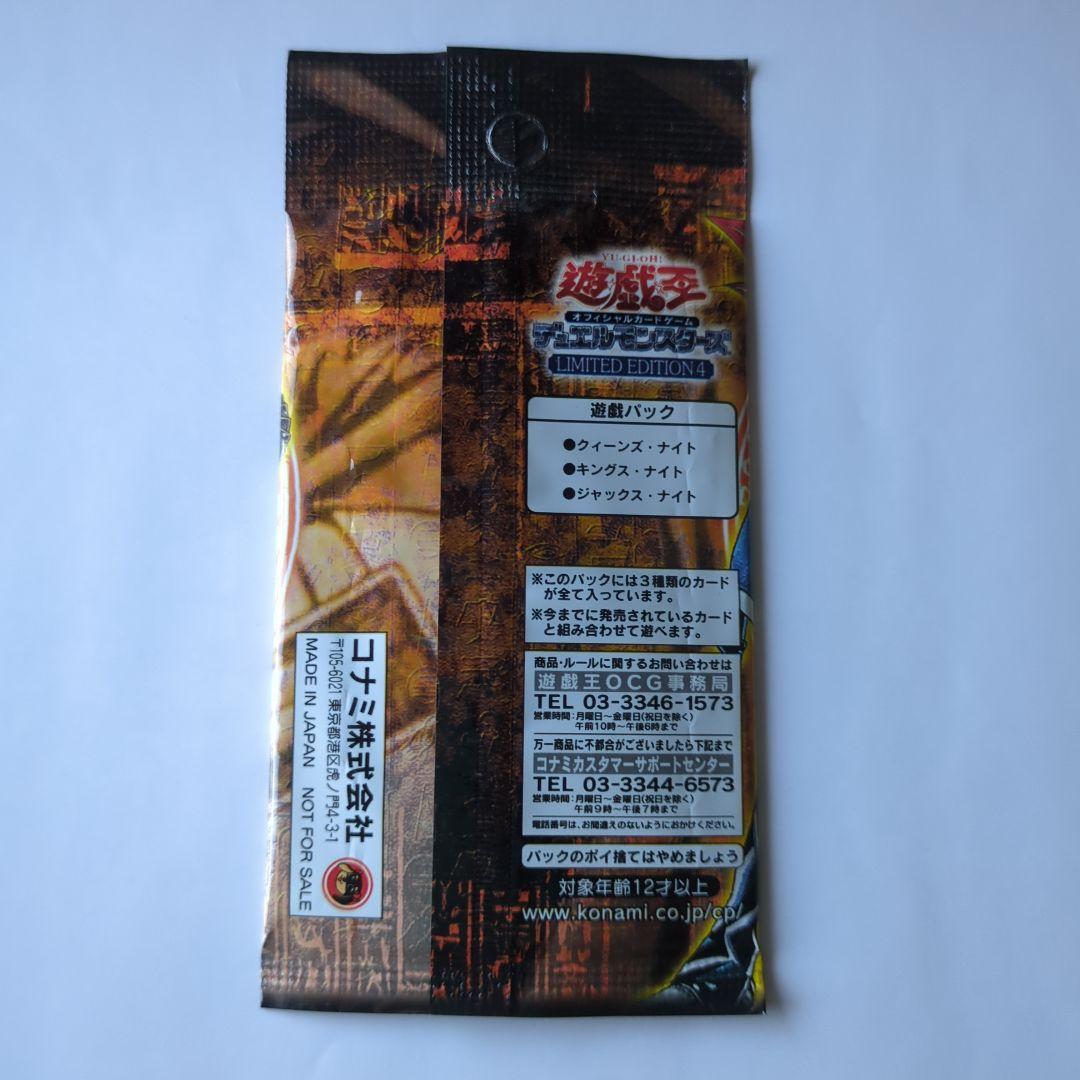 YU-GI-OH!
遊戯王
オフィシャルカードゲーム
デュエルモンスターズ
LIMITED EDITION 4
遊戯パック
●クィーンズ・ナイト
●キングス・ナイト
●ジャックス・ナイト
※このパックには3種類のカード
が全て入っています。
※今までに発売されているカード
と組み合わせて遊べます。
商品・ルールに関するお問い合わせは
遊戯王OCG事務局
TEL 03-3346-1573
営業時間:月曜日~金曜日(祝日を除く)
午前10時~午後6時まで
万一商品に不都合がございましたら下記まで
コナミカスタマーサポートセンター
TEL 03-3344-6573
営業時間:月曜日~金曜日(祝日を除く)
午前9時~午後7時まで
電話番号は、お間違えのないようにおかけください。
パックのポイ捨てはやめましょう
対象年齢12才以上
www.konami.co.jp/cp/
コナミ株式会社
〒105-6021 東京都港区虎ノ門4-3-1
MADE IN JAPAN NOT FOR SALE